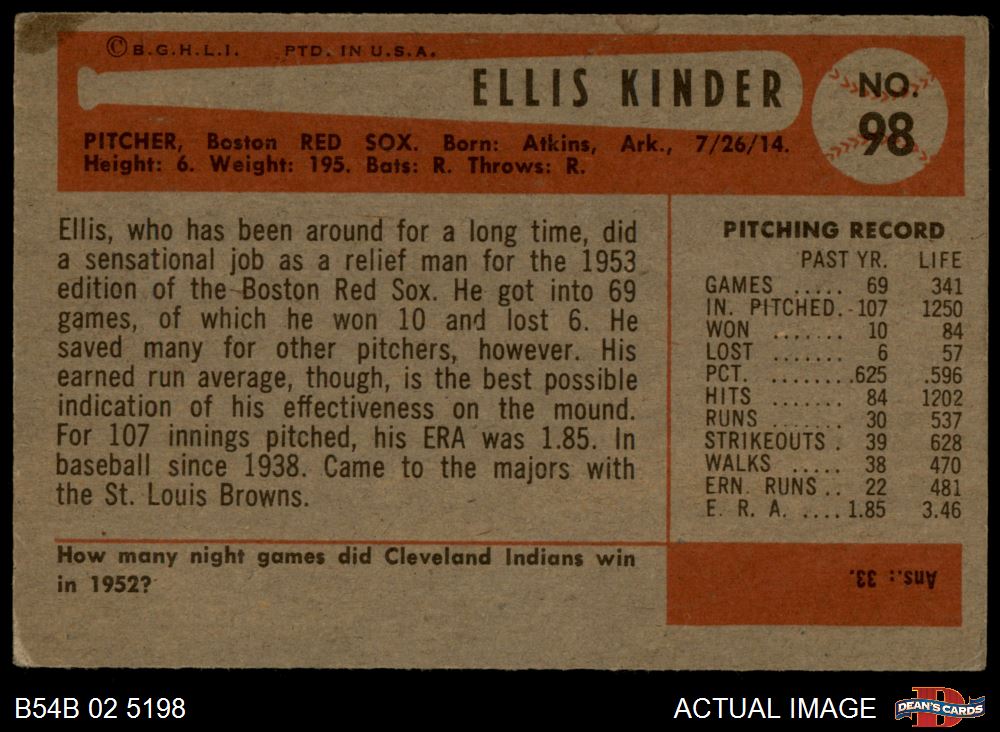 ©B.G.H.L.I. PTD. IN U.S.A.
ELLIS KINDER
NO.
98
PITCHER, Boston RED SOX. Born: Atkins, Ark., 7/26/14.
Height: 6. Weight: 195. Bats: R. Throws: R.
Ellis, who has been around for a long time, did
a sensational job as a relief man for the 1953
edition of the Boston Red Sox. He got into 69
games, of which he won 10 and lost 6. He
saved many for other pitchers, however. His
earned run average, though, is the best possible
indication of his effectiveness on the mound.
For 107 innings pitched, his ERA was 1.85. In
baseball since 1938. Came to the majors with
the St. Louis Browns.
PITCHING RECORD
PAST YR. LIFE
GAMES ..... 69 341
IN. PITCHED. 107 1250
WON ....... 10 84
LOST ....... 6 57
PCT. ........ .625 .596
HITS ....... 84 1202
RUNS ....... 30 537
STRIKEOUTS . 39 628
WALKS ..... 38 470
ERN. RUNS .. 22 481
E. R. A. .... 1.85 3.46
How many night games did Cleveland Indians win
in 1952?
Ans.: 33.
B54B 02 5198
ACTUAL IMAGE
D
DEAN'S CARDS